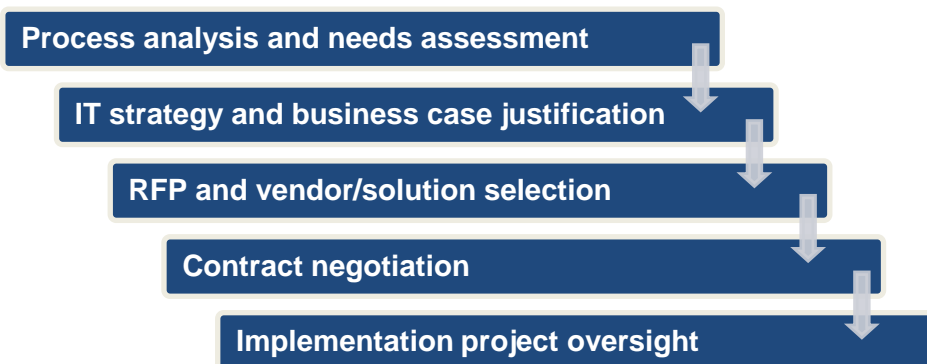 Process analysis and needs assessment
IT strategy and business case justification
RFP and vendor/solution selection
Contract negotiation
Implementation project oversight